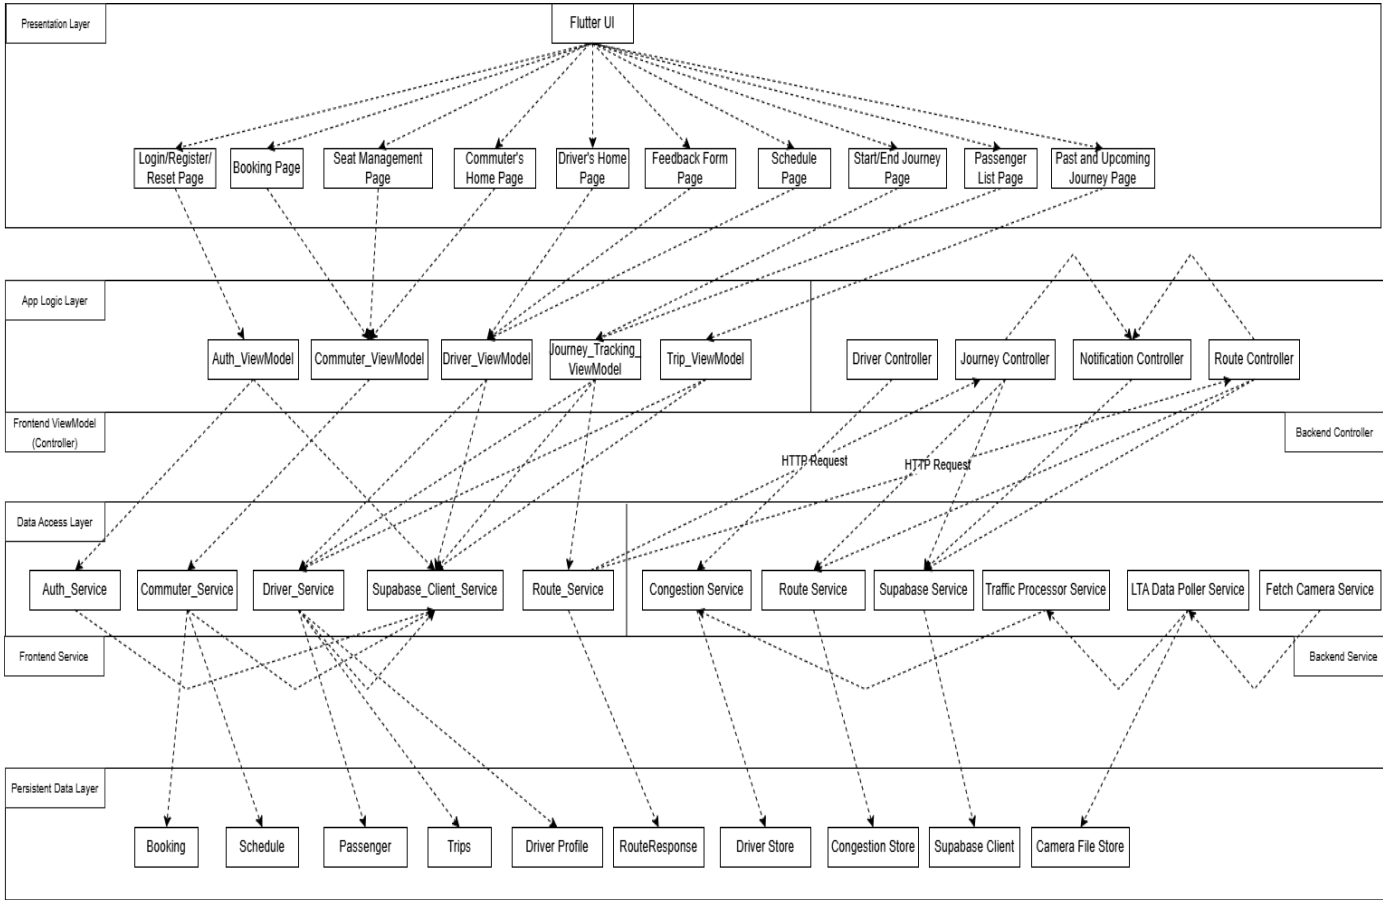 Presentation Layer
Flutter UI
Login/Register/
Reset Page
Booking Page
Seat Management
Page
Commuter's
Home Page
Driver's Home
Page
Feedback Form
Page
Schedule
Page
Start/End Journey
Page
Passenger
List Page
Past and Upcoming
Journey Page
App Logic Layer
Auth_ViewModel
Commuter_ViewModel
Driver_ViewModel
Journey_Tracking_
ViewModel
Trip_ViewModel
Driver Controller
Journey Controller
Notification Controller
Route Controller
Frontend ViewModel
(Controller)
Backend Controller
HTTP Request
HTTP Request
Data Access Layer
Auth_Service
Commuter_Service
Driver_Service
Supabase_Client_Service
Route_Service
Congestion Service
Route Service
Supabase Service
Traffic Processor Service
LTA Data Poller Service
Fetch Camera Service
Frontend Service
Backend Service
Persistent Data Layer
Booking
Schedule
Passenger
Trips
Driver Profile
RouteResponse
Driver Store
Congestion Store
Supabase Client
Camera File Store